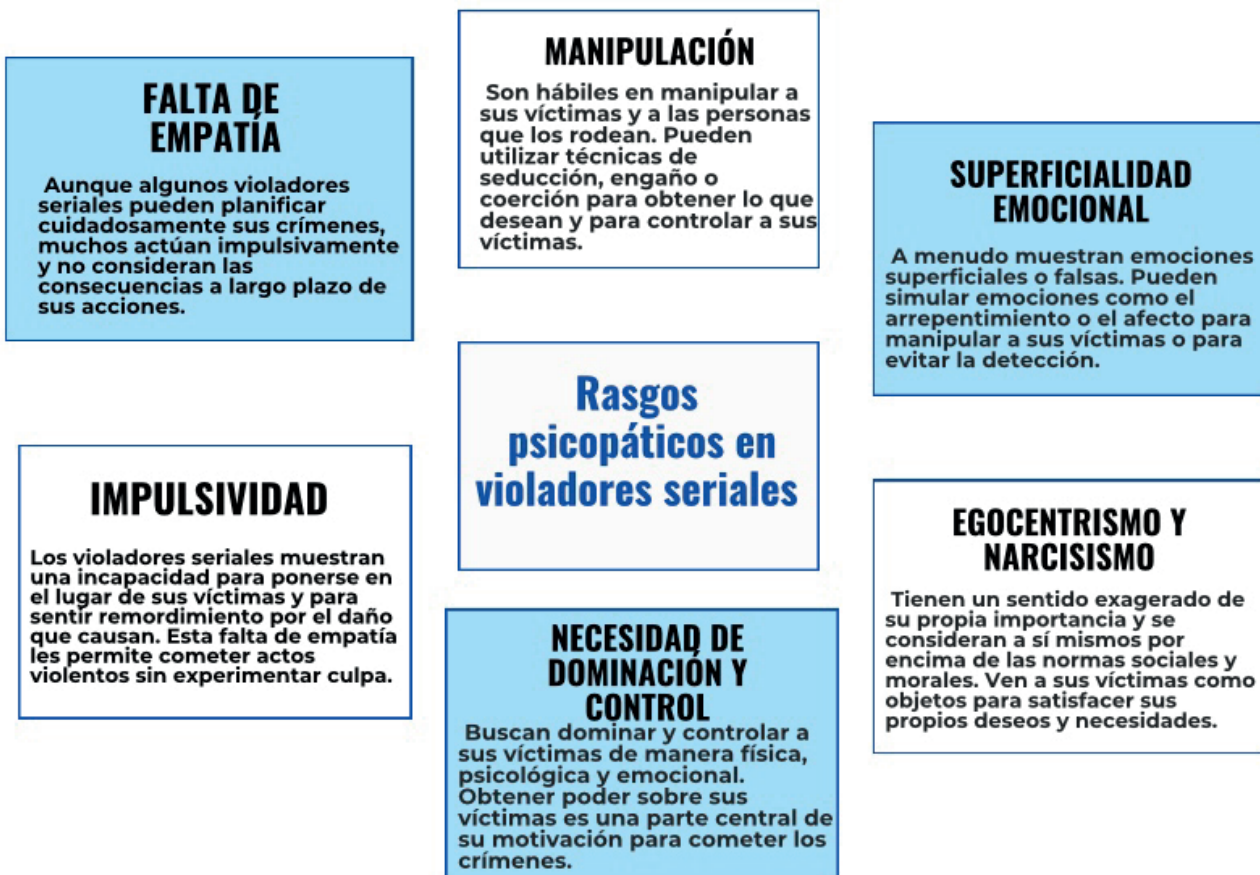 FALTA DE
EMPATÍA
Aunque algunos violadores
seriales pueden planificar
cuidadosamente sus crímenes,
muchos actúan impulsivamente
y no consideran las
consecuencias a largo plazo de
sus acciones.
MANIPULACIÓN
Son hábiles en manipular a
sus víctimas y a las personas
que los rodean. Pueden
utilizar técnicas de
seducción, engaño o
coerción para obtener lo que
desean y para controlar a sus
víctimas.
SUPERFICIALIDAD
EMOCIONAL
A menudo muestran emociones
superficiales o falsas. Pueden
simular emociones como el
arrepentimiento o el afecto para
manipular a sus víctimas o para
evitar la detección.
Rasgos
psicopáticos en
violadores seriales
IMPULSIVIDAD
Los violadores seriales muestran
una incapacidad para ponerse en
el lugar de sus víctimas y para
sentir remordimiento por el daño
que causan. Esta falta de empatía
les permite cometer actos
violentos sin experimentar culpa.
NECESIDAD DE
DOMINACIÓN Y
CONTROL
Buscan dominar y controlar a
sus víctimas de manera física,
psicológica y emocional.
Obtener poder sobre sus
víctimas es una parte central de
su motivación para cometer los
crímenes.
EGOCENTRISMO Y
NARCISISMO
Tienen un sentido exagerado de
su propia importancia y se
consideran a sí mismos por
encima de las normas sociales y
morales. Ven a sus víctimas como
objetos para satisfacer sus
propios deseos y necesidades.